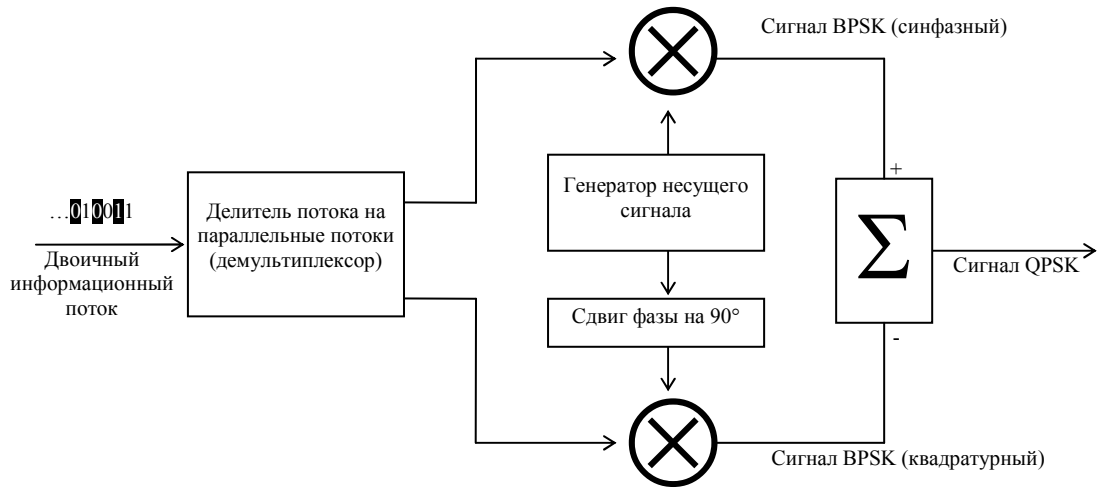 Сигнал BPSK (синфазный)
…010011
Двоичный
информационный
поток
Делитель потока на
параллельные потоки
(демультиплексор)
Генератор несущего
сигнала
Сдвиг фазы на 90°
+
Σ
-
Сигнал QPSK
Сигнал BPSK (квадратурный)